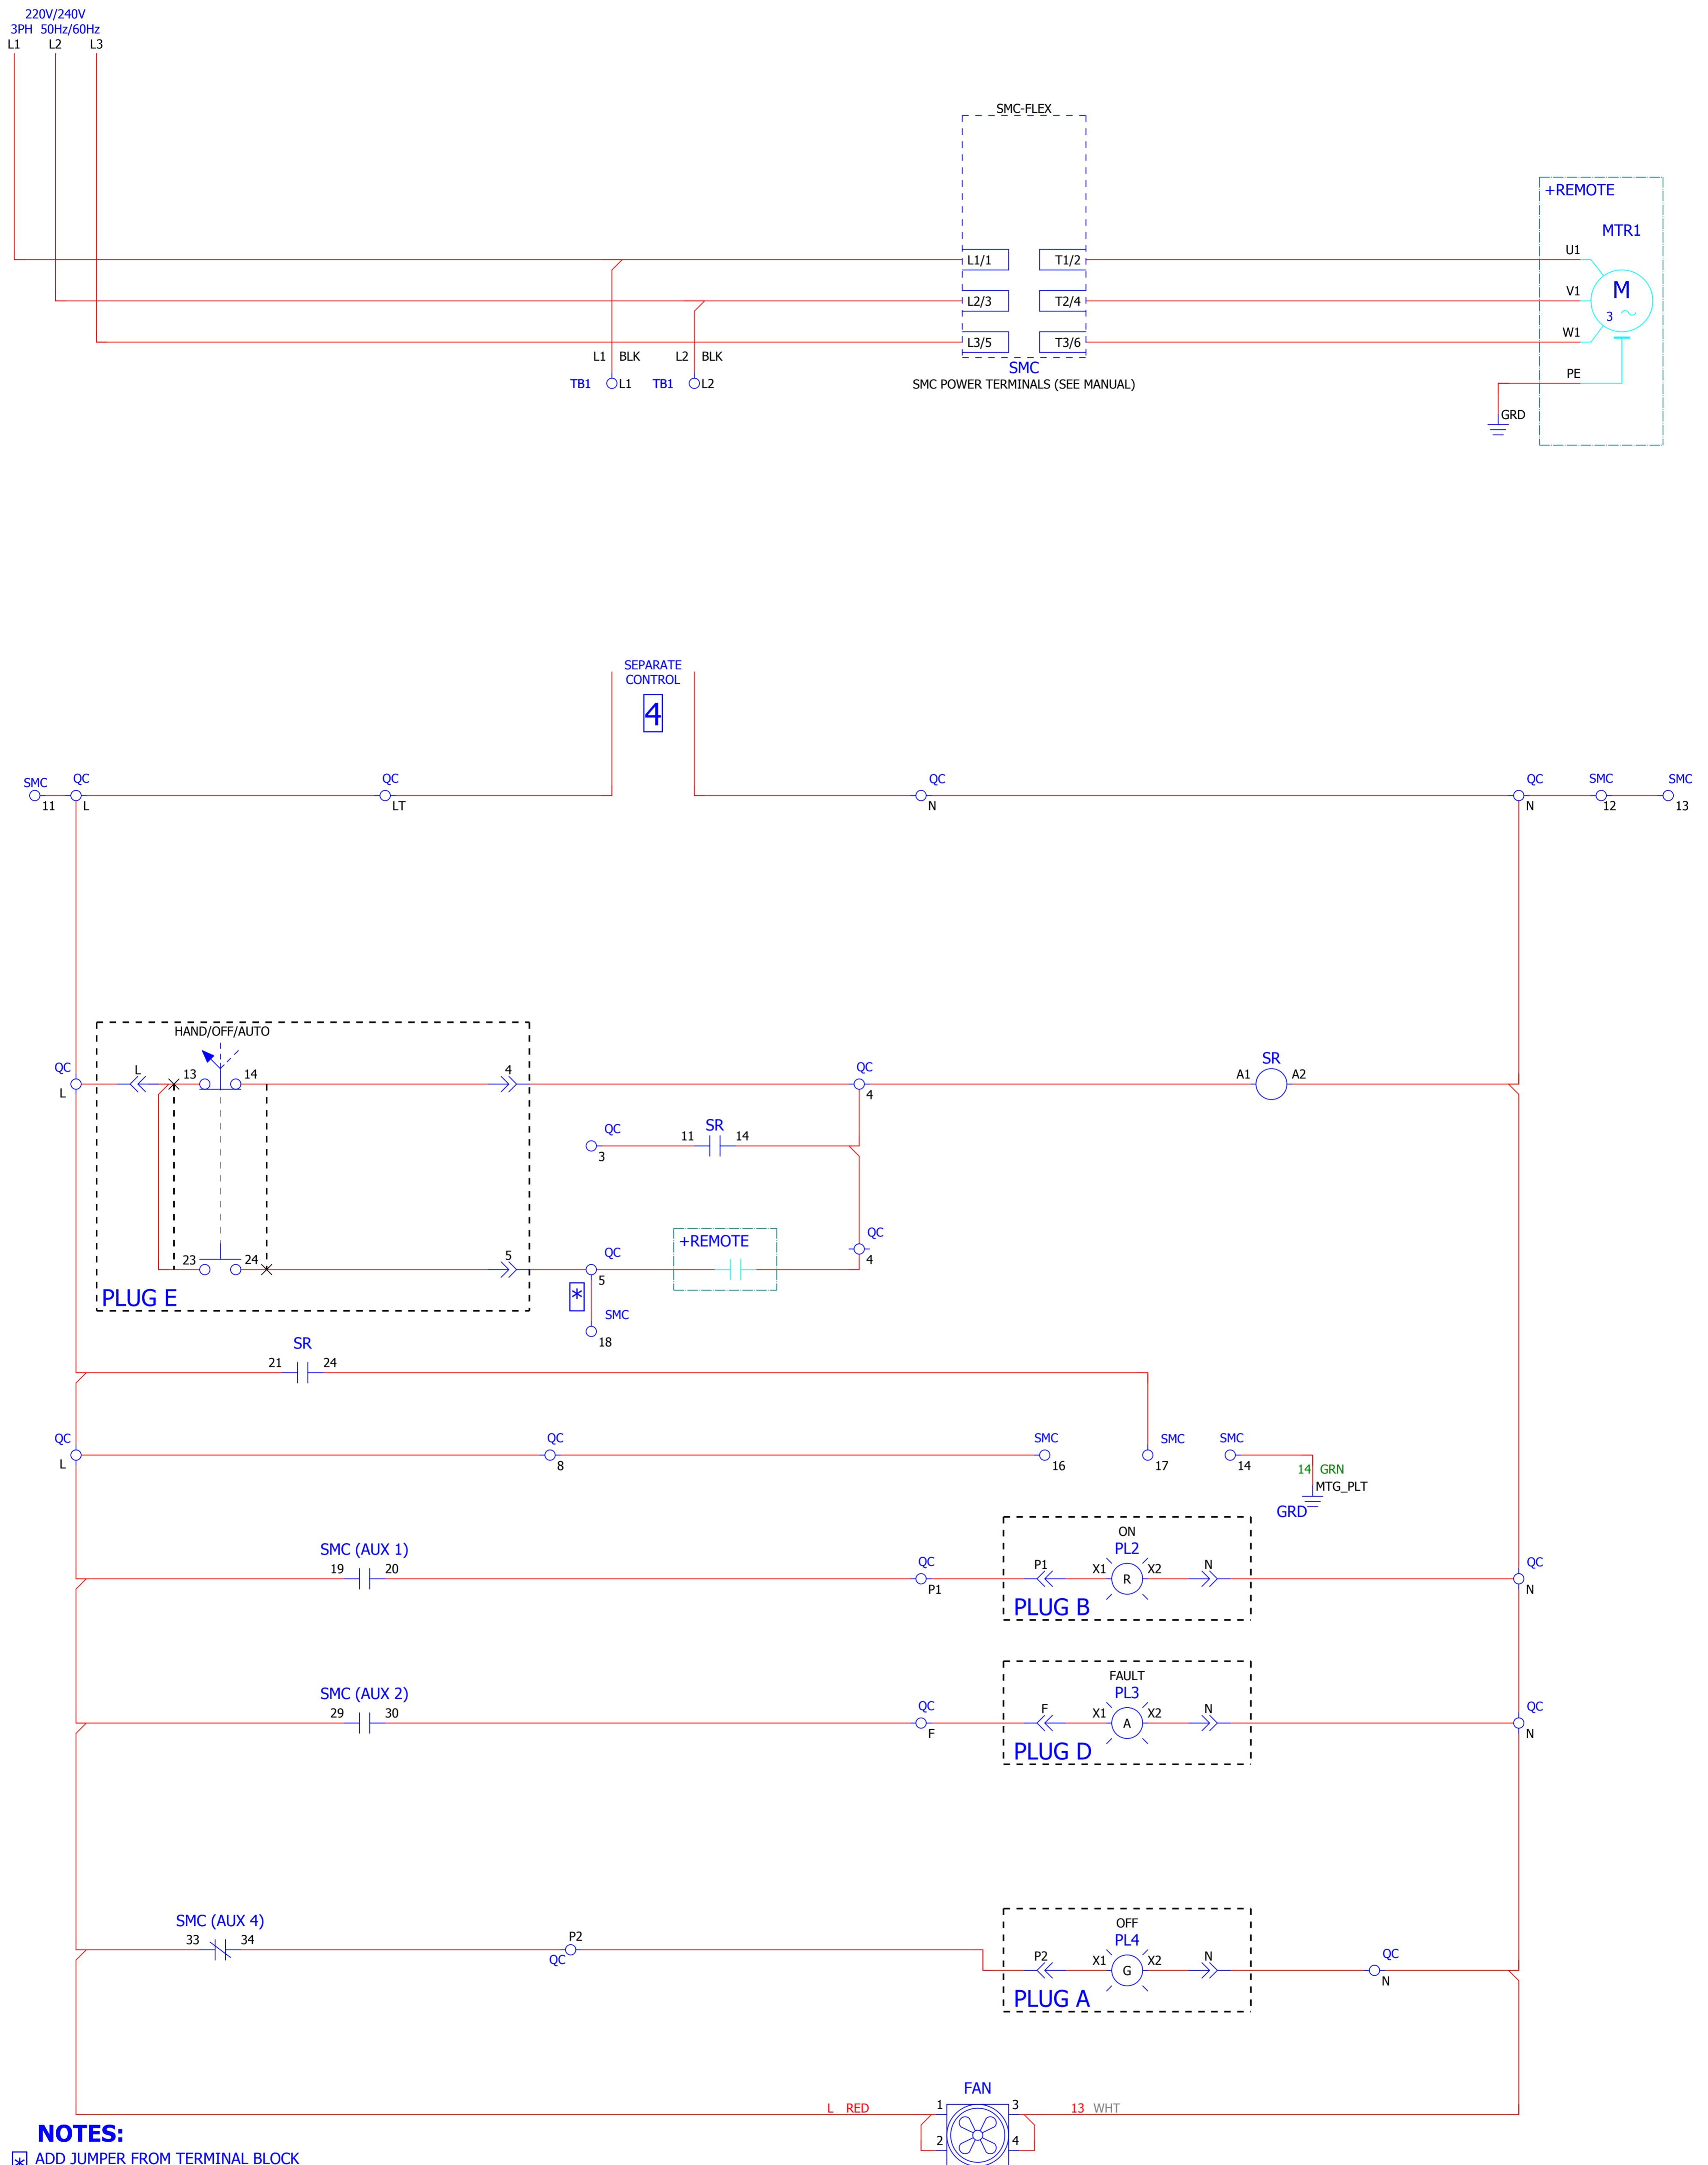 220V/240V
3PH 50Hz/60Hz
L1 L2 L3
SMC-FLEX
+REMOTE
MTR1
L1/1 T1/2 U1
L2/3 T2/4 V1 M
3
L3/5 T3/6 W1
L1 BLK L2 BLK
SMC
TB1 L1 TB1 L2
SMC POWER TERMINALS (SEE MANUAL)
PE
GRD
SEPARATE
CONTROL
4
SMC QC QC QC QC SMC SMC
11 L LT N N 12 13
HAND/OFF/AUTO
QC L 13 14 4 QC SR
L 4 A1 A2
QC 11 SR 14
3
QC
+REMOTE
4
23 24 5 QC
5
*
PLUG E
SMC
18
SR
21 24
QC QC SMC SMC SMC
L 8 16 17 14
14 GRN
MTG_PLT
GRD
ON
SMC (AUX 1) PL2
19 20 QC P1 X1 R X2 N QC
P1 N
PLUG B
FAULT
SMC (AUX 2) PL3
29 30 QC F X1 A X2 N QC
F N
PLUG D
OFF
SMC (AUX 4) PL4
33 34 P2
QC
P2 X1 G X2 N QC
N
PLUG A
FAN
L RED 1 3 13 WHT
2 4
NOTES:
* ADD JUMPER FROM TERMINAL BLOCK